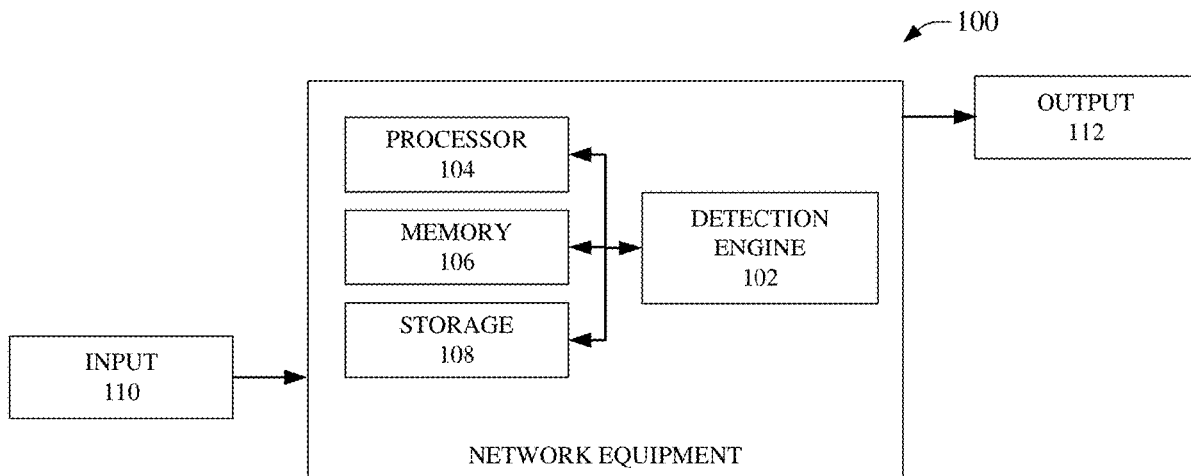 100
OUTPUT
112
PROCESSOR
104
MEMORY
106
DETECTION
ENGINE
102
STORAGE
108
INPUT
110
NETWORK EQUIPMENT